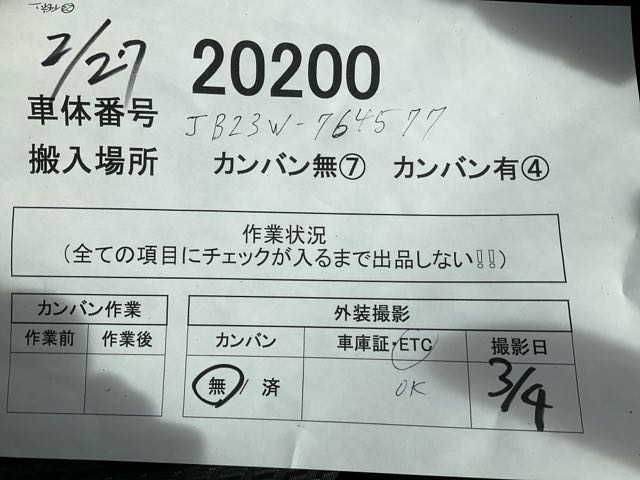 2/27 20200
車体番号 JB23W-764577
搬入場所 カンバン無⑦ カンバン有④
作業状況
(全ての項目にチェックが入るまで出品しない!!)
カンバン作業
作業前 作業後
外装撮影
カンバン 車庫証・ETC 撮影日
無/済 OK 3/4